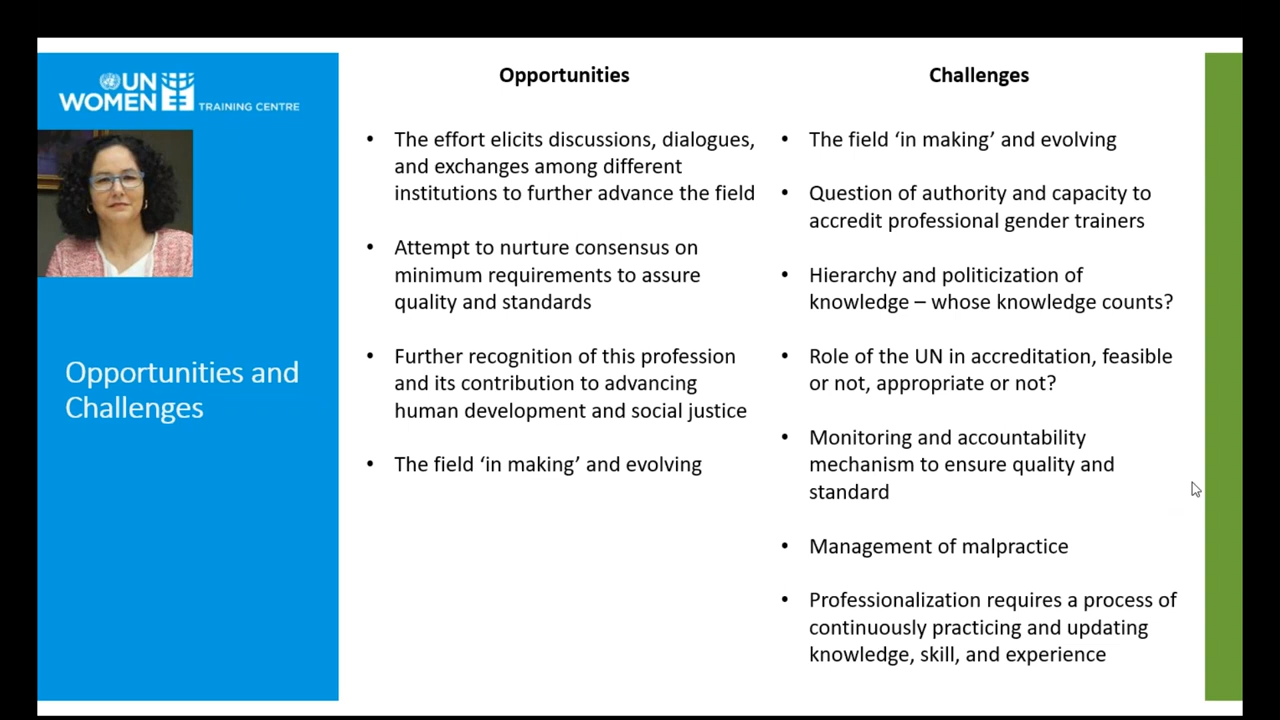 UN
WOMEN
TRAINING CENTRE
Opportunities and
Challenges
Opportunities
• The effort elicits discussions, dialogues,
and exchanges among different
institutions to further advance the field
• Attempt to nurture consensus on
minimum requirements to assure
quality and standards
• Further recognition of this profession
and its contribution to advancing
human development and social justice
• The field ‘in making’ and evolving
Challenges
• The field ‘in making’ and evolving
• Question of authority and capacity to
accredit professional gender trainers
• Hierarchy and politicization of
knowledge – whose knowledge counts?
• Role of the UN in accreditation, feasible
or not, appropriate or not?
• Monitoring and accountability
mechanism to ensure quality and
standard
• Management of malpractice
• Professionalization requires a process of
continuously practicing and updating
knowledge, skill, and experience